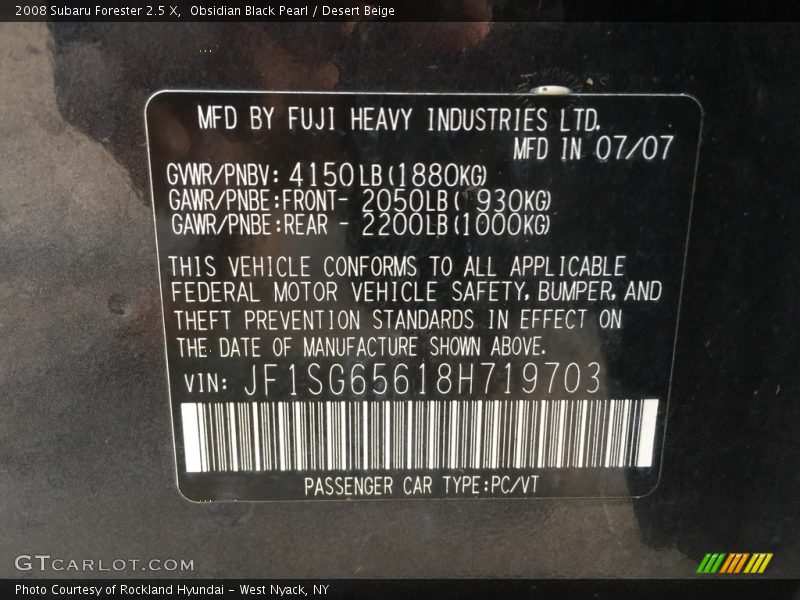 2008 Subaru Forester 2.5 X, Obsidian Black Pearl / Desert Beige
MFD BY FUJI HEAVY INDUSTRIES LTD.
MFD IN 07/07
GVWR/PNBV: 4150LB(1880KG)
GAWR/PNBE:FRONT- 2050LB( 930KG)
GAWR/PNBE:REAR - 2200LB(1000KG)
THIS VEHICLE CONFORMS TO ALL APPLICABLE
FEDERAL MOTOR VEHICLE SAFETY, BUMPER, AND
THEFT PREVENTION STANDARDS IN EFFECT ON
THE DATE OF MANUFACTURE SHOWN ABOVE.
VIN: JF1SG65618H719703
PASSENGER CAR TYPE:PC/VT
GTCARLOT.COM
Photo Courtesy of Rockland Hyundai - West Nyack, NY